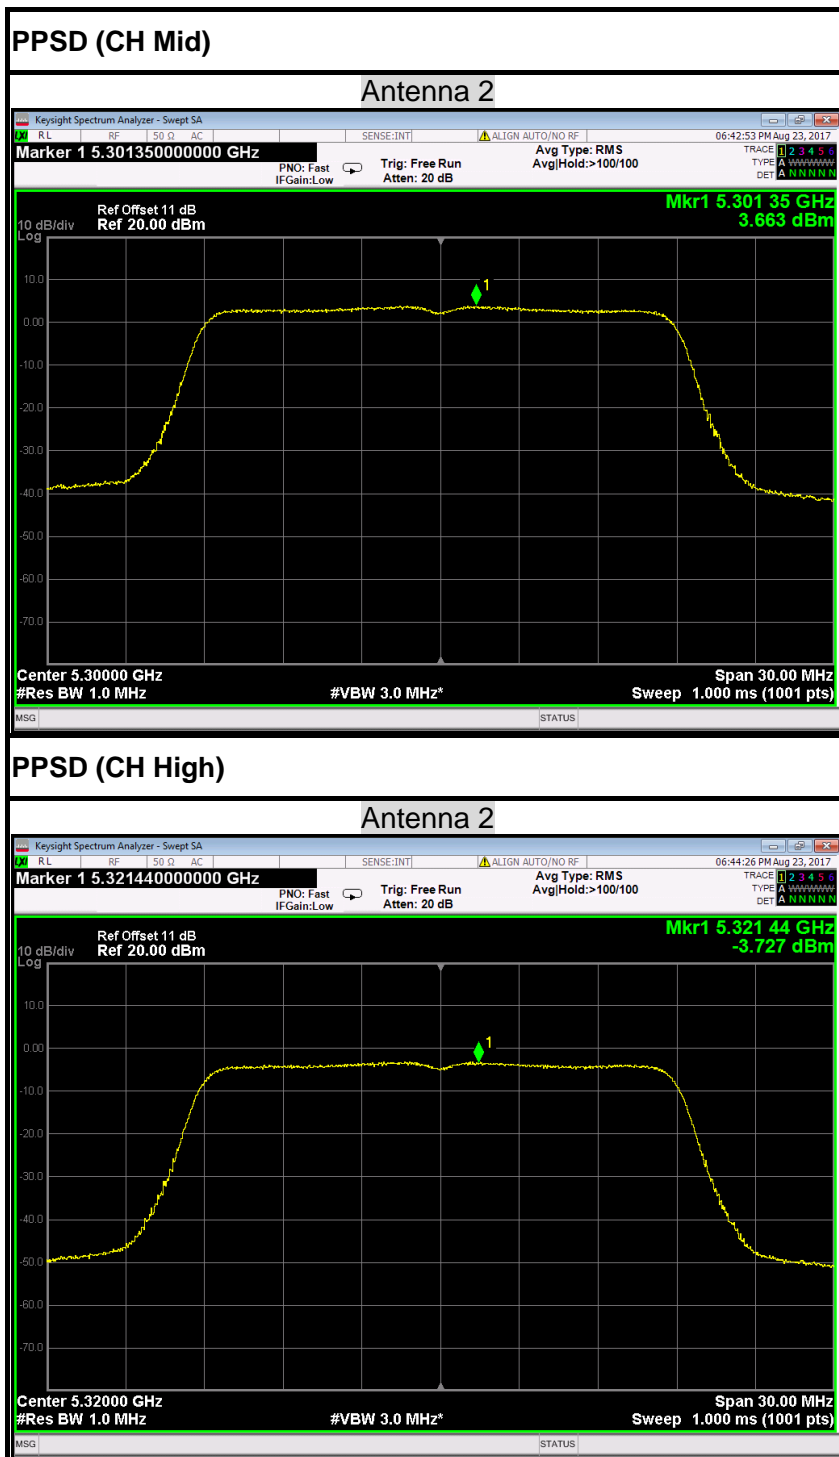 PPSD (CH Mid)
Antenna 2
Keysight Spectrum Analyzer - Swept SA
LXI RL RF 50 Ω AC SENSE:INT ALIGN AUTO/NO RF 06:42:53 PM Aug 23, 2017
Marker 1 5.301350000000 GHz
PNO: Fast
IFGain:Low
Trig: Free Run
Atten: 20 dB
Avg Type: RMS
Avg|Hold:>100/100
TRACE 1 2 3 4 5 6
TYPE A WWWWW
DET A N N N N N
Mkr1 5.301 35 GHz
3.663 dBm
Ref Offset 11 dB
10 dB/div Ref 20.00 dBm
Log
1
10.0
0.00
-10.0
-20.0
-30.0
-40.0
-50.0
-60.0
-70.0
Center 5.30000 GHz Span 30.00 MHz
#Res BW 1.0 MHz #VBW 3.0 MHz* Sweep 1.000 ms (1001 pts)
MSG STATUS
PPSD (CH High)
Antenna 2
Keysight Spectrum Analyzer - Swept SA
LXI RL RF 50 Ω AC SENSE:INT ALIGN AUTO/NO RF 06:44:26 PM Aug 23, 2017
Marker 1 5.321440000000 GHz
PNO: Fast
IFGain:Low
Trig: Free Run
Atten: 20 dB
Avg Type: RMS
Avg|Hold:>100/100
TRACE 1 2 3 4 5 6
TYPE A WWWWW
DET A N N N N N
Mkr1 5.321 44 GHz
-3.727 dBm
Ref Offset 11 dB
10 dB/div Ref 20.00 dBm
Log
10.0
1
0.00
-10.0
-20.0
-30.0
-40.0
-50.0
-60.0
-70.0
Center 5.32000 GHz Span 30.00 MHz
#Res BW 1.0 MHz #VBW 3.0 MHz* Sweep 1.000 ms (1001 pts)
MSG STATUS